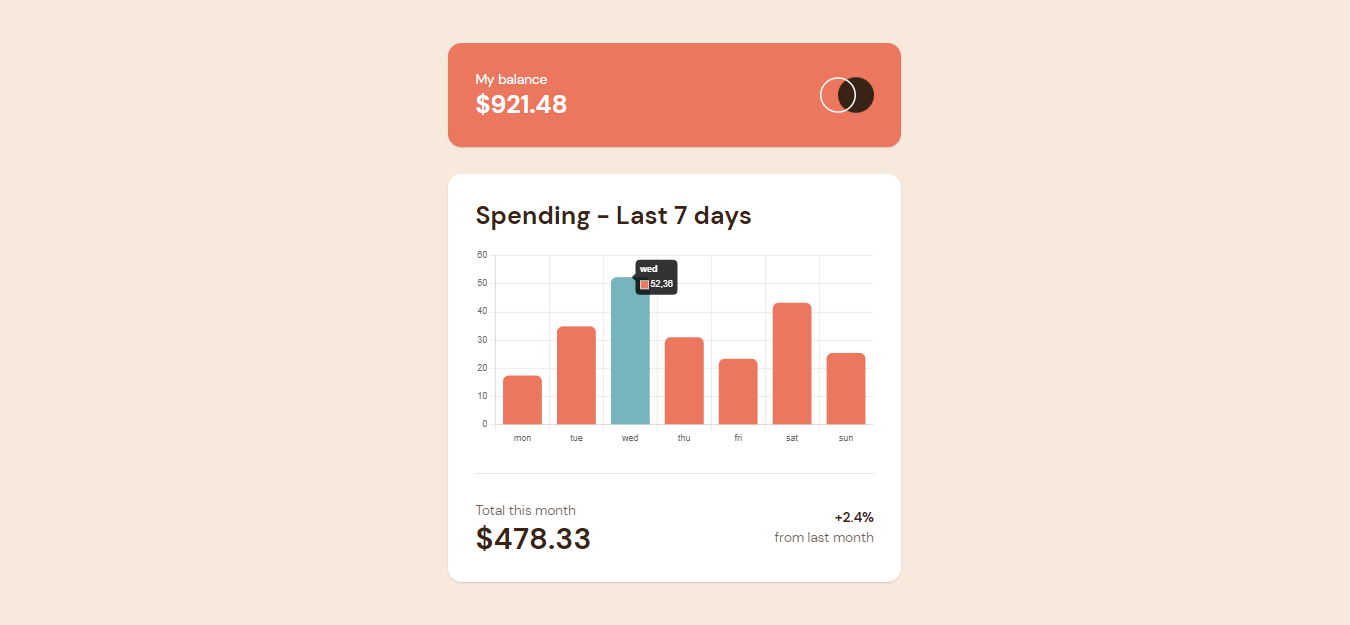 My balance
$921.48
Spending - Last 7 days
60
50
40
30
20
10
0
wed
52,36
mon tue wed thu fri sat sun
Total this month
$478.33
+2.4%
from last month